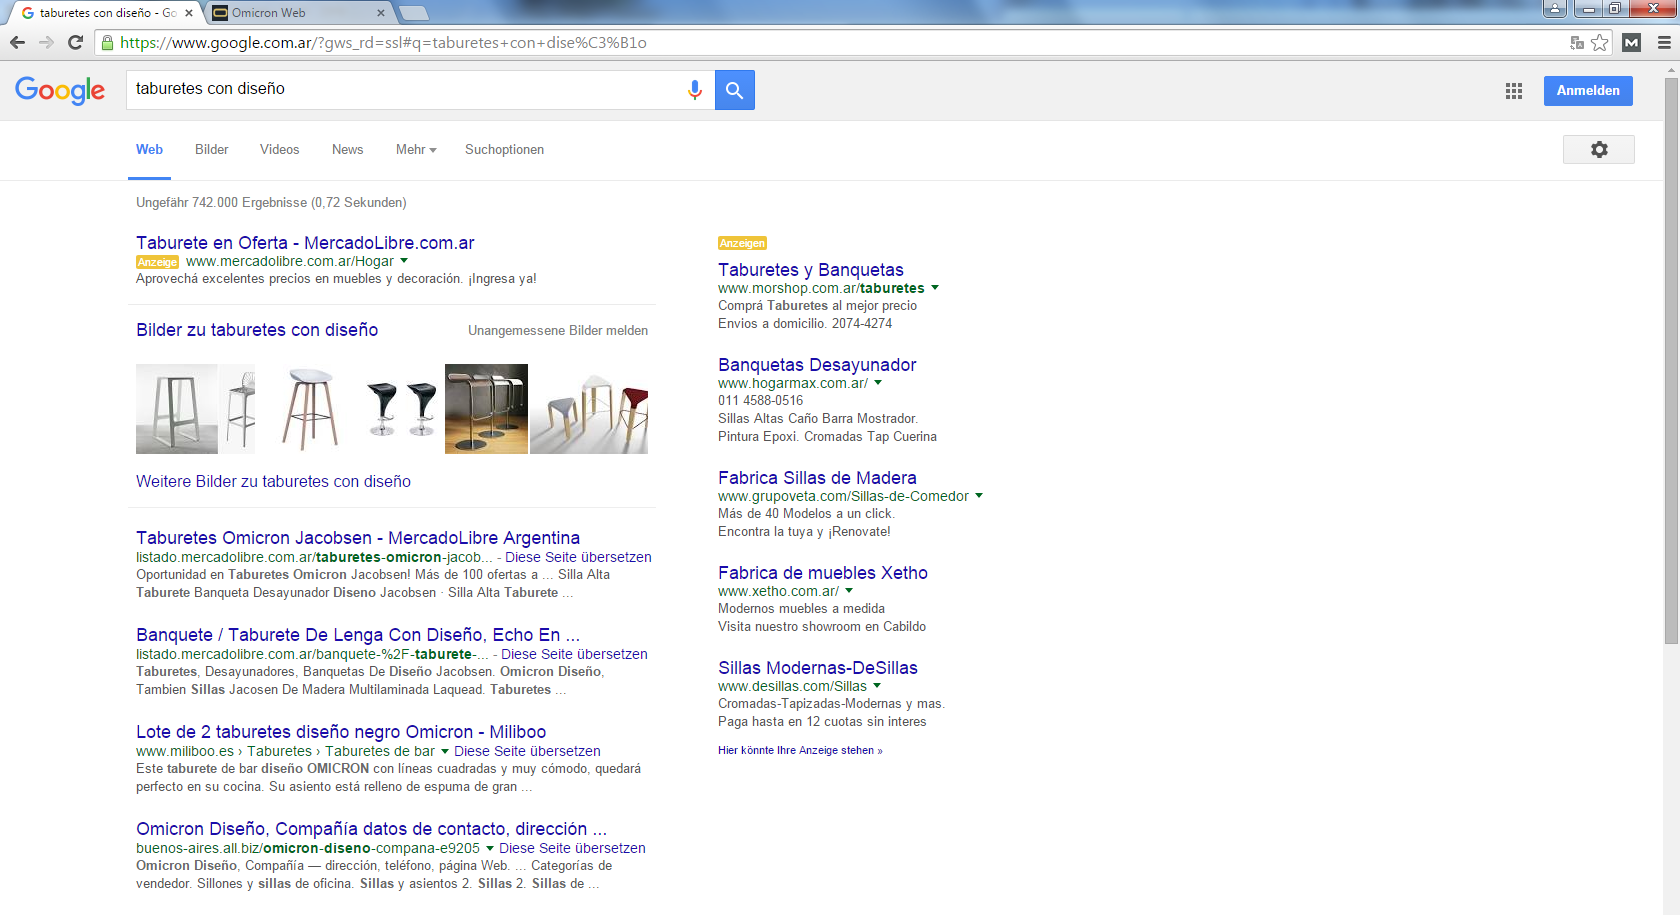 taburetes con diseño - Go
Omicron Web
https://www.google.com.ar/?gws_rd=ssl#q=taburetes+con+dise%C3%B1o
Google
taburetes con diseño
Anmelden
Web Bilder Videos News Mehr Suchoptionen
Ungefähr 742.000 Ergebnisse (0,72 Sekunden)
Taburete en Oferta - MercadoLibre.com.ar
Anzeige www.mercadolibre.com.ar/Hogar
Aprovechá excelentes precios en muebles y decoración. ¡Ingresa ya!
Bilder zu taburetes con diseño Unangemessene Bilder melden
Weitere Bilder zu taburetes con diseño
Taburetes Omicron Jacobsen - MercadoLibre Argentina
listado.mercadolibre.com.ar/taburetes-omicron-jacob... - Diese Seite übersetzen
Oportunidad en Taburetes Omicron Jacobsen! Más de 100 ofertas a ... Silla Alta
Taburete Banqueta Desayunador Diseno Jacobsen · Silla Alta Taburete ...
Banquete / Taburete De Lenga Con Diseño, Echo En ...
listado.mercadolibre.com.ar/banquete-%2F-taburete-... - Diese Seite übersetzen
Taburetes, Desayunadores, Banquetas De Diseño Jacobsen. Omicron Diseño,
Tambien Sillas Jacosen De Madera Multilaminada Laquead. Taburetes ...
Lote de 2 taburetes diseño negro Omicron - Miliboo
www.miliboo.es › Taburetes › Taburetes de bar Diese Seite übersetzen
Este taburete de bar diseño OMICRON con líneas cuadradas y muy cómodo, quedará
perfecto en su cocina. Su asiento está relleno de espuma de gran ...
Omicron Diseño, Compañía datos de contacto, dirección ...
buenos-aires.all.biz/omicron-diseno-compana-e9205 Diese Seite übersetzen
Omicron Diseño, Compañía — dirección, teléfono, página Web. ... Categorías de
vendedor. Sillones y sillas de oficina. Sillas y asientos 2. Sillas 2. Sillas de ...
Anzeigen
Taburetes y Banquetas
www.morshop.com.ar/taburetes
Comprá Taburetes al mejor precio
Envios a domicilio. 2074-4274
Banquetas Desayunador
www.hogarmax.com.ar/
011 4588-0516
Sillas Altas Caño Barra Mostrador.
Pintura Epoxi. Cromadas Tap Cuerina
Fabrica Sillas de Madera
www.grupoveta.com/Sillas-de-Comedor
Más de 40 Modelos a un click.
Encontra la tuya y ¡Renovate!
Fabrica de muebles Xetho
www.xetho.com.ar/
Modernos muebles a medida
Visita nuestro showroom en Cabildo
Sillas Modernas-DeSillas
www.desillas.com/Sillas
Cromadas-Tapizadas-Modernas y mas.
Paga hasta en 12 cuotas sin interes
Hier könnte Ihre Anzeige stehen »